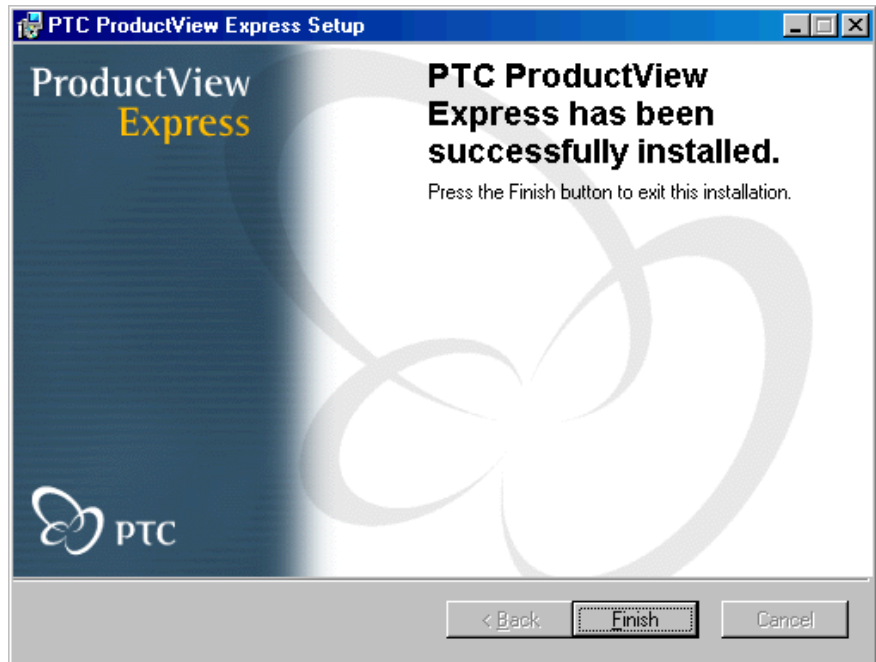 PTC ProductView Express Setup
ProductView
Express
PTC ProductView
Express has been
successfully installed.
Press the Finish button to exit this installation.
PTC
< Back
Finish
Cancel